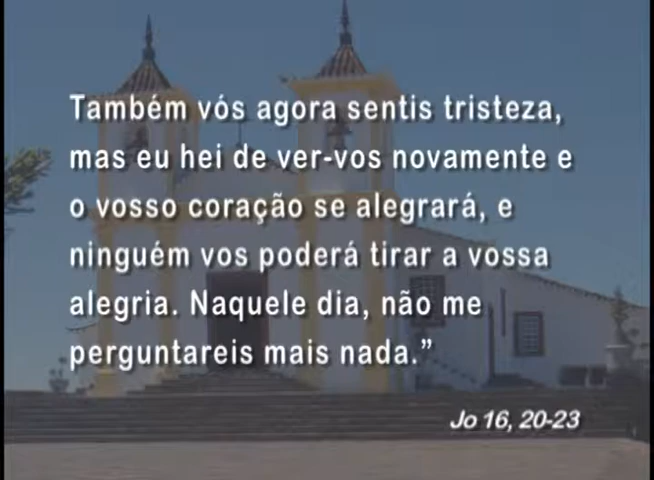 Também vós agora sentis tristeza,
mas eu hei de ver-vos novamente e
o vosso coração se alegrará, e
ninguém vos poderá tirar a vossa
alegria. Naquele dia, não me
perguntareis mais nada.”
Jo 16, 20-23